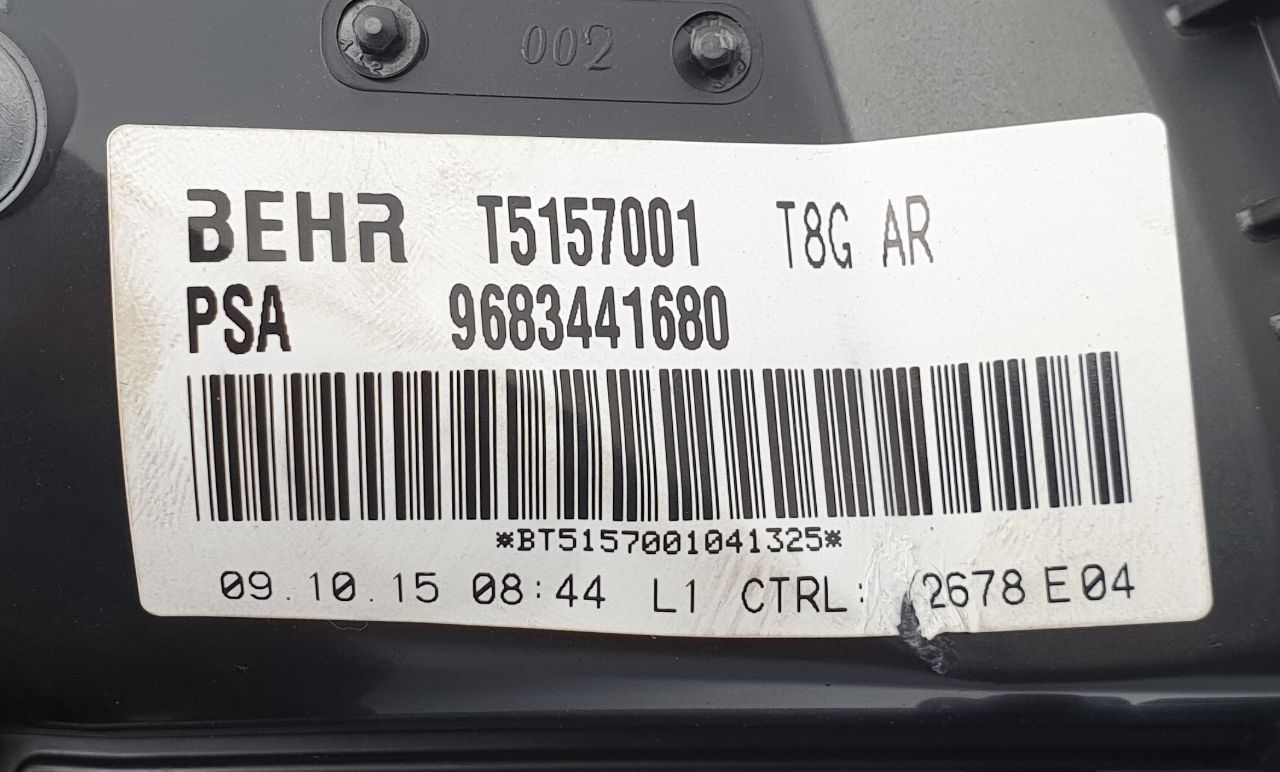 002
BEHR T5157001 T8G AR
PSA 9683441680
*BT5157001041325*
09.10.15 08:44 L1 CTRL: 2678 E04